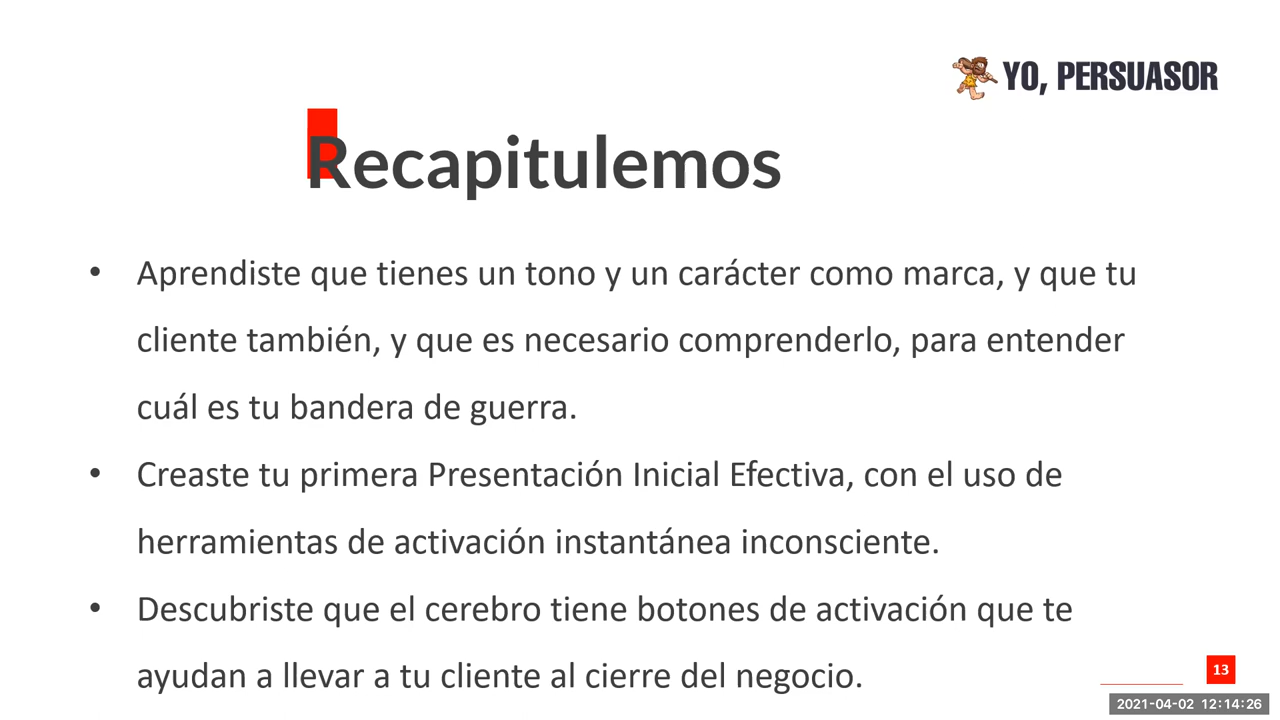 YO, PERSUASOR
Recapitulemos
• Aprendiste que tienes un tono y un carácter como marca, y que tu
cliente también, y que es necesario comprenderlo, para entender
cuál es tu bandera de guerra.
• Creaste tu primera Presentación Inicial Efectiva, con el uso de
herramientas de activación instantánea inconsciente.
• Descubriste que el cerebro tiene botones de activación que te
ayudan a llevar a tu cliente al cierre del negocio.
13
2021-04-02 12:14:26